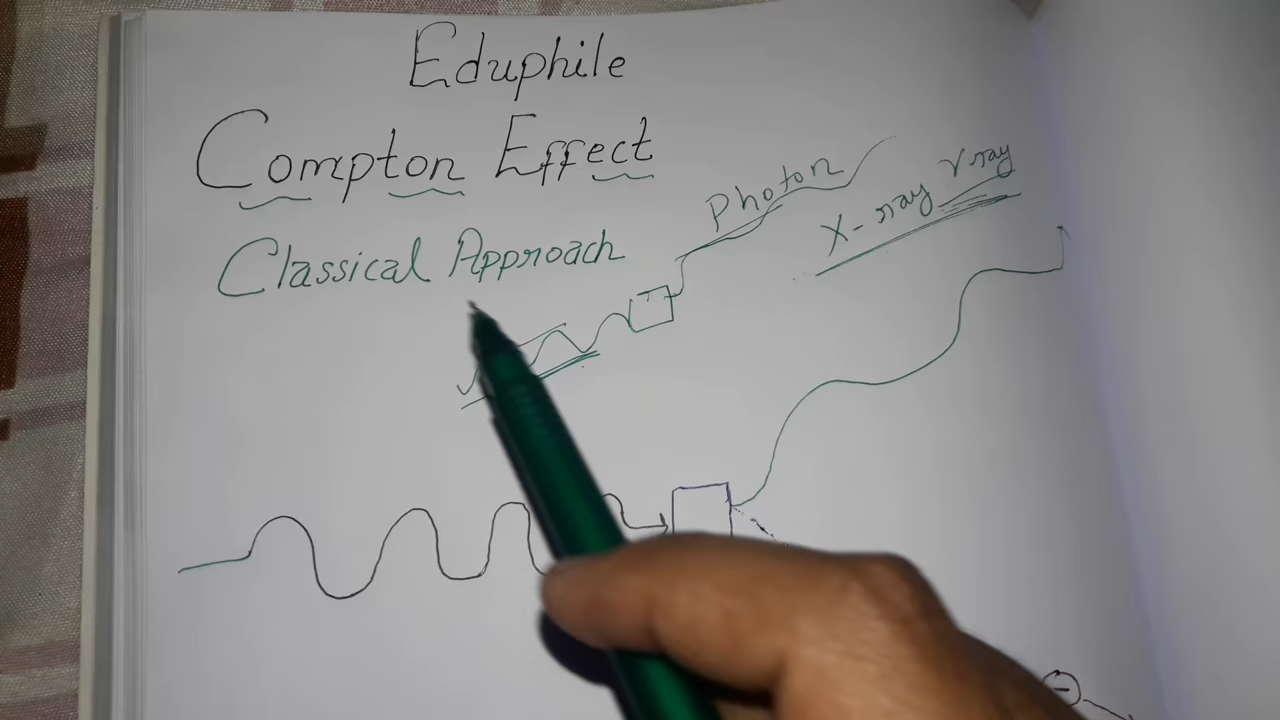 Eduphile
Compton Effect
Classical Approach
Photon
X-ray γ ray